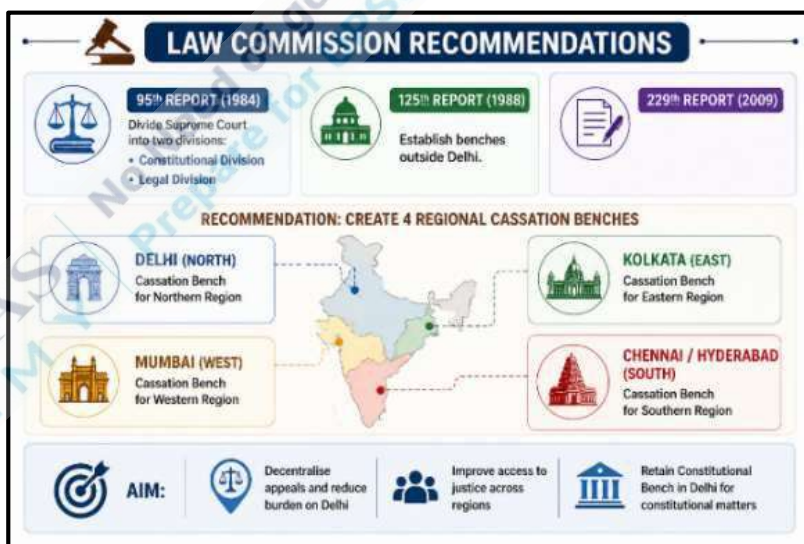 LAW COMMISSION RECOMMENDATIONS
95th REPORT (1984)
Divide Supreme Court
into two divisions:
• Constitutional Division
• Legal Division
125th REPORT (1988)
Establish benches
outside Delhi.
229th REPORT (2009)
RECOMMENDATION: CREATE 4 REGIONAL CASSATION BENCHES
DELHI (NORTH)
Cassation Bench
for Northern Region
KOLKATA (EAST)
Cassation Bench
for Eastern Region
MUMBAI (WEST)
Cassation Bench
for Western Region
CHENNAI / HYDERABAD
(SOUTH)
Cassation Bench
for Southern Region
AIM:
Decentralise
appeals and reduce
burden on Delhi
Improve access to
justice across
regions
Retain Constitutional
Bench in Delhi for
constitutional matters